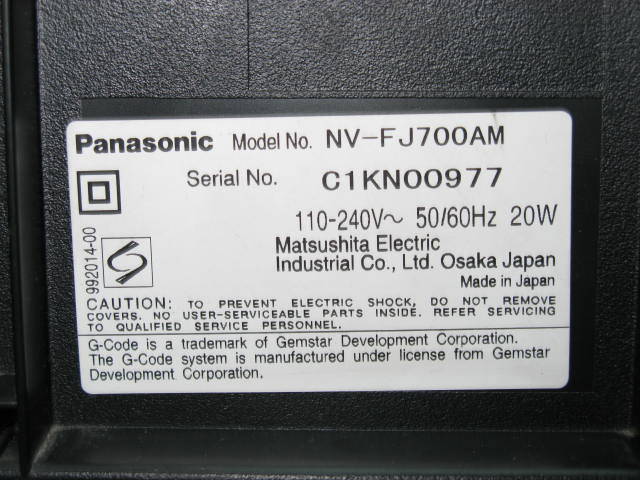 Panasonic Model No. NV-FJ700AM
Serial No. C1KN00977
110-240V~ 50/60Hz 20W
Matsushita Electric
Industrial Co., Ltd. Osaka Japan
Made in Japan
992014-00
CAUTION: TO PREVENT ELECTRIC SHOCK, DO NOT REMOVE
COVERS. NO USER-SERVICEABLE PARTS INSIDE. REFER SERVICING
TO QUALIFIED SERVICE PERSONNEL.
G-Code is a trademark of Gemstar Development Corporation.
The G-Code system is manufactured under license from Gemstar
Development Corporation.